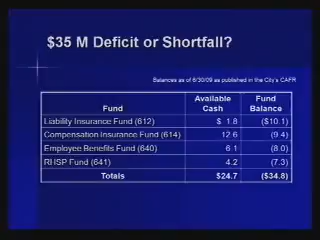 $35 M Deficit or Shortfall?
Balances as of 6/30/09 as published in the City's CAFR
Fund Available Cash Fund Balance
Liability Insurance Fund (612) $ 1.8 ($10.1)
Compensation Insurance Fund (614) 12.6 (9.4)
Employee Benefits Fund (640) 6.1 (8.0)
RHSP Fund (641) 4.2 (7.3)
Totals $24.7 ($34.8)